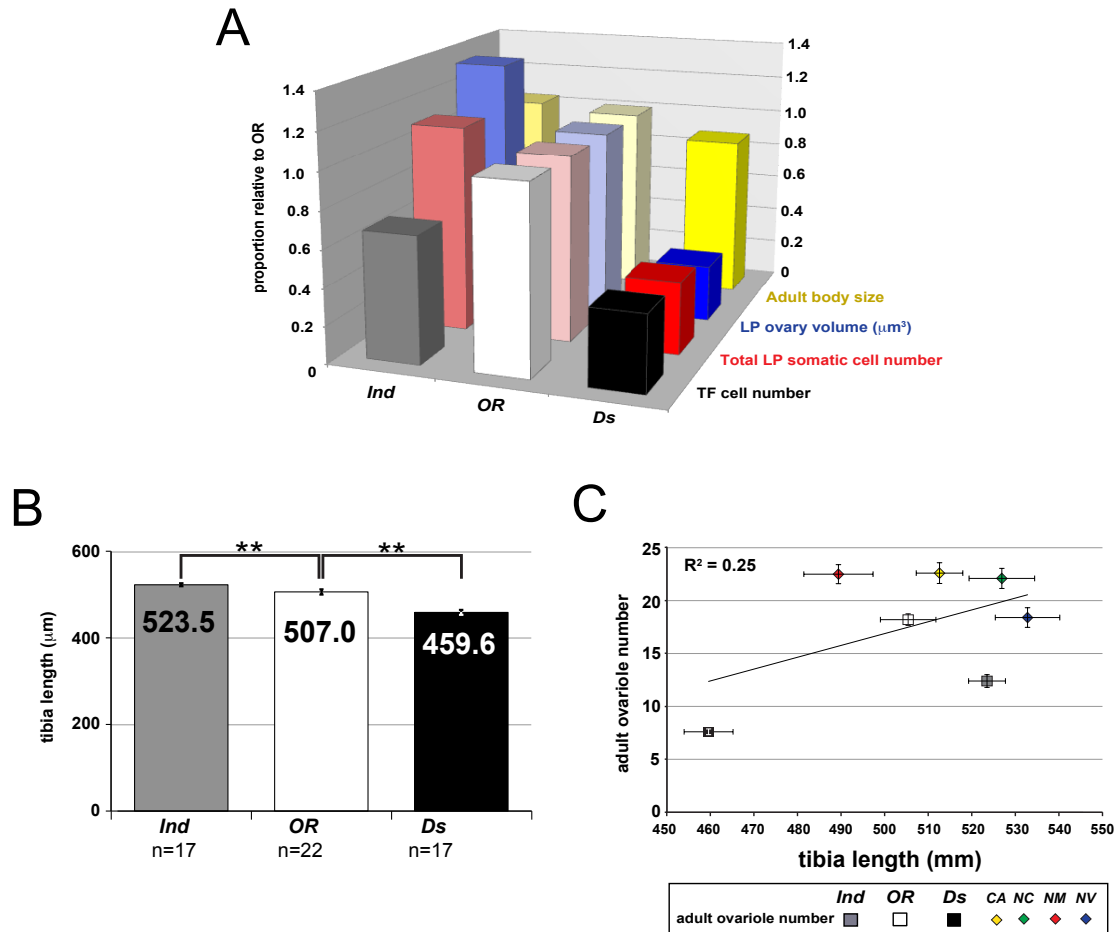 A
proportion relative to OR
1.4
1.2
1.0
0.8
0.6
0.4
0.2
0
1.4
1.2
1.0
0.8
0.6
0.4
0.2
0
Ind
OR
Ds
Adult body size
LP ovary volume (μm³)
Total LP somatic cell number
TF cell number
B
tibia length (μm)
600
400
200
0
**
**
523.5
507.0
459.6
Ind
OR
Ds
n=17
n=22
n=17
C
adult ovariole number
25
20
15
10
5
0
R² = 0.25
450 460 470 480 490 500 510 520 530 540 550
tibia length (mm)
Ind OR Ds CA NC NM NV
adult ovariole number